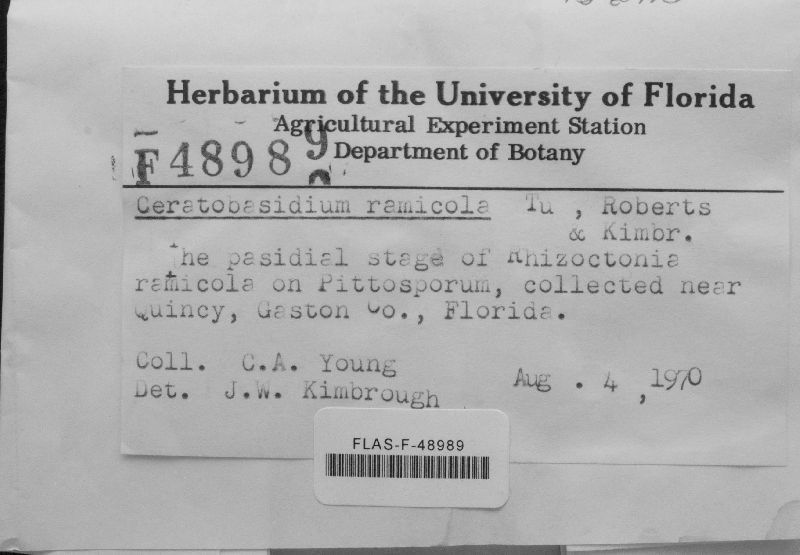 Herbarium of the University of Florida
Agricultural Experiment Station
Department of Botany
F48989
Ceratobasidium ramicola Tu , Roberts
& Kimbr.
The pasidial stage of Rhizoctonia
ramicola on Pittosporum, collected near
Quincy, Gaston Co., Florida.
Coll. C.A. Young
Det. J.W. Kimbrough
Aug . 4 , 1970
FLAS-F-48989